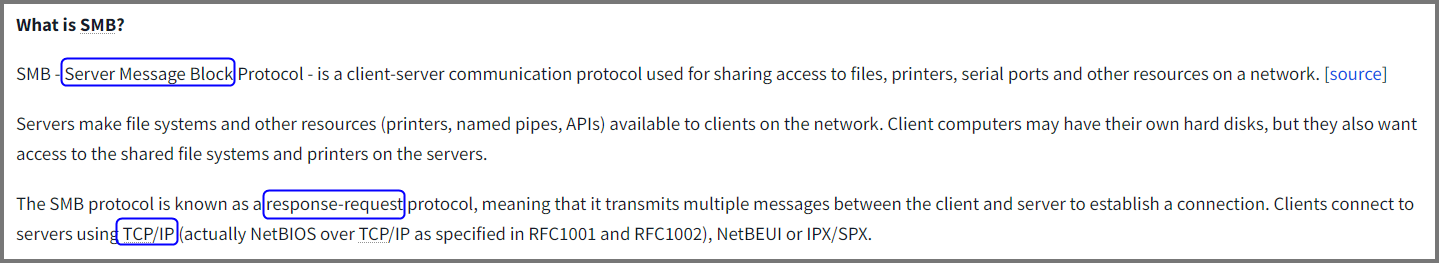 What is SMB?
SMB - Server Message Block Protocol - is a client-server communication protocol used for sharing access to files, printers, serial ports and other resources on a network. [source]
Servers make file systems and other resources (printers, named pipes, APIs) available to clients on the network. Client computers may have their own hard disks, but they also want
access to the shared file systems and printers on the servers.
The SMB protocol is known as a response-request protocol, meaning that it transmits multiple messages between the client and server to establish a connection. Clients connect to
servers using TCP/IP (actually NetBIOS over TCP/IP as specified in RFC1001 and RFC1002), NetBEUI or IPX/SPX.